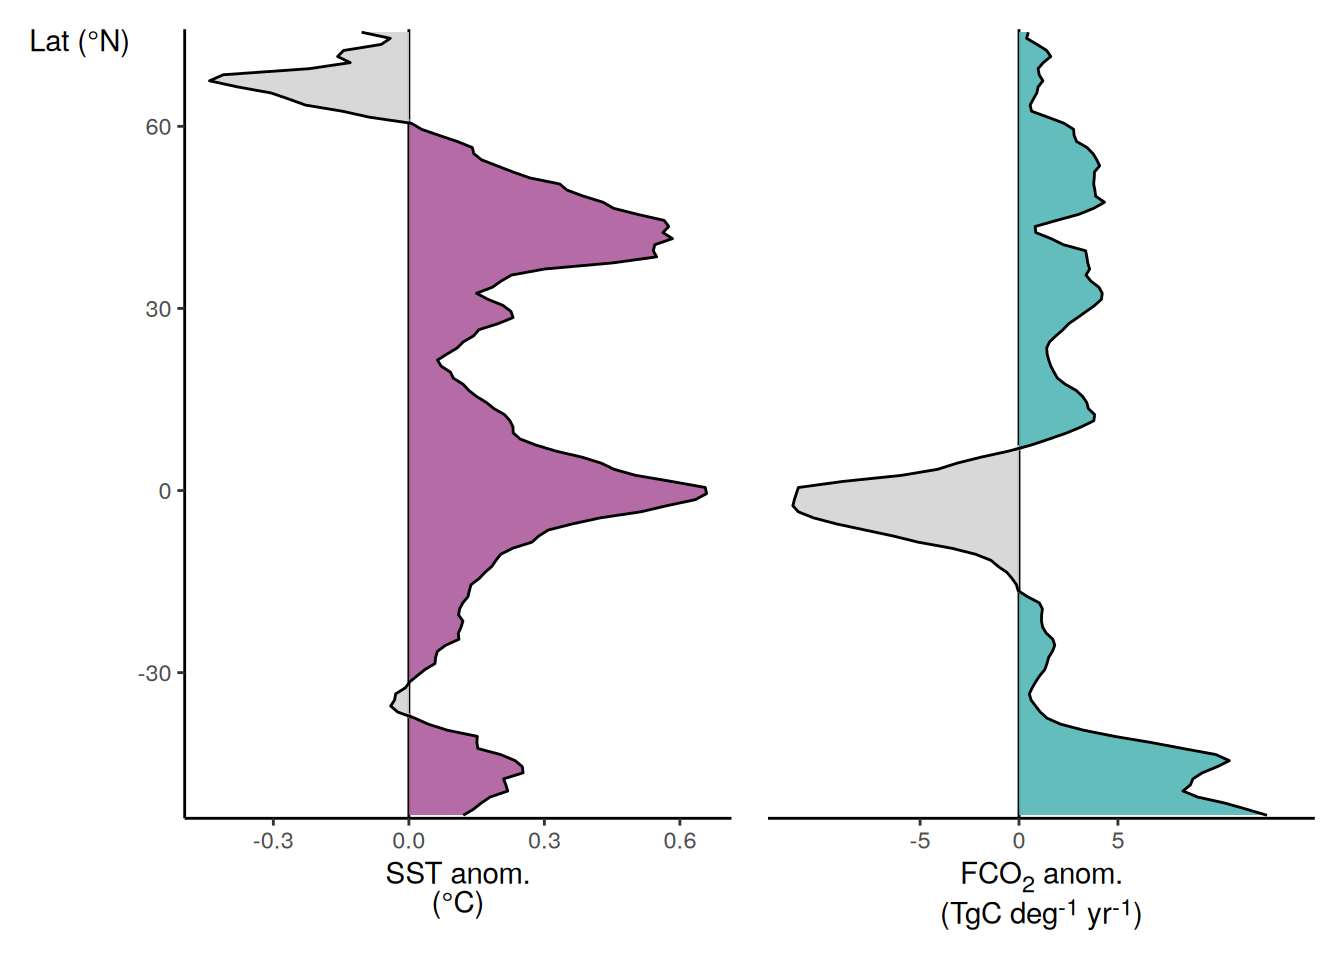 Lat (°N)
60
30
0
-30
-0.3 0.0 0.3 0.6
SST anom.
(°C)
-5 0 5
FCO₂ anom.
(TgC deg⁻¹ yr⁻¹)